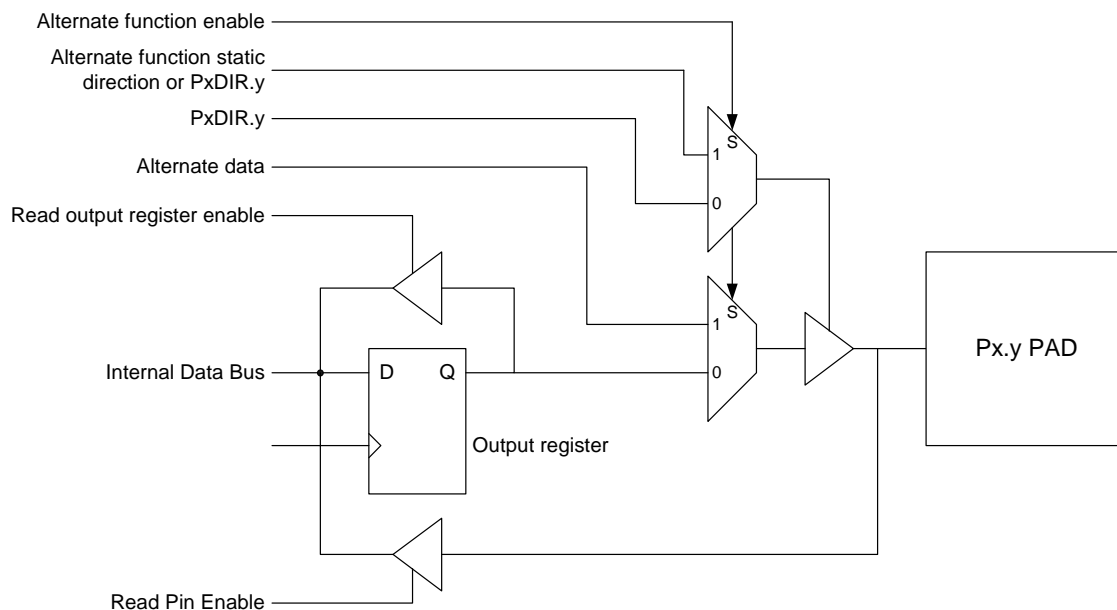 Alternate function enable
Alternate function static
direction or PxDIR.y
PxDIR.y
Alternate data
Read output register enable
S
1
0
S
1
0
Px.y PAD
Internal Data Bus
D Q
Output register
Read Pin Enable